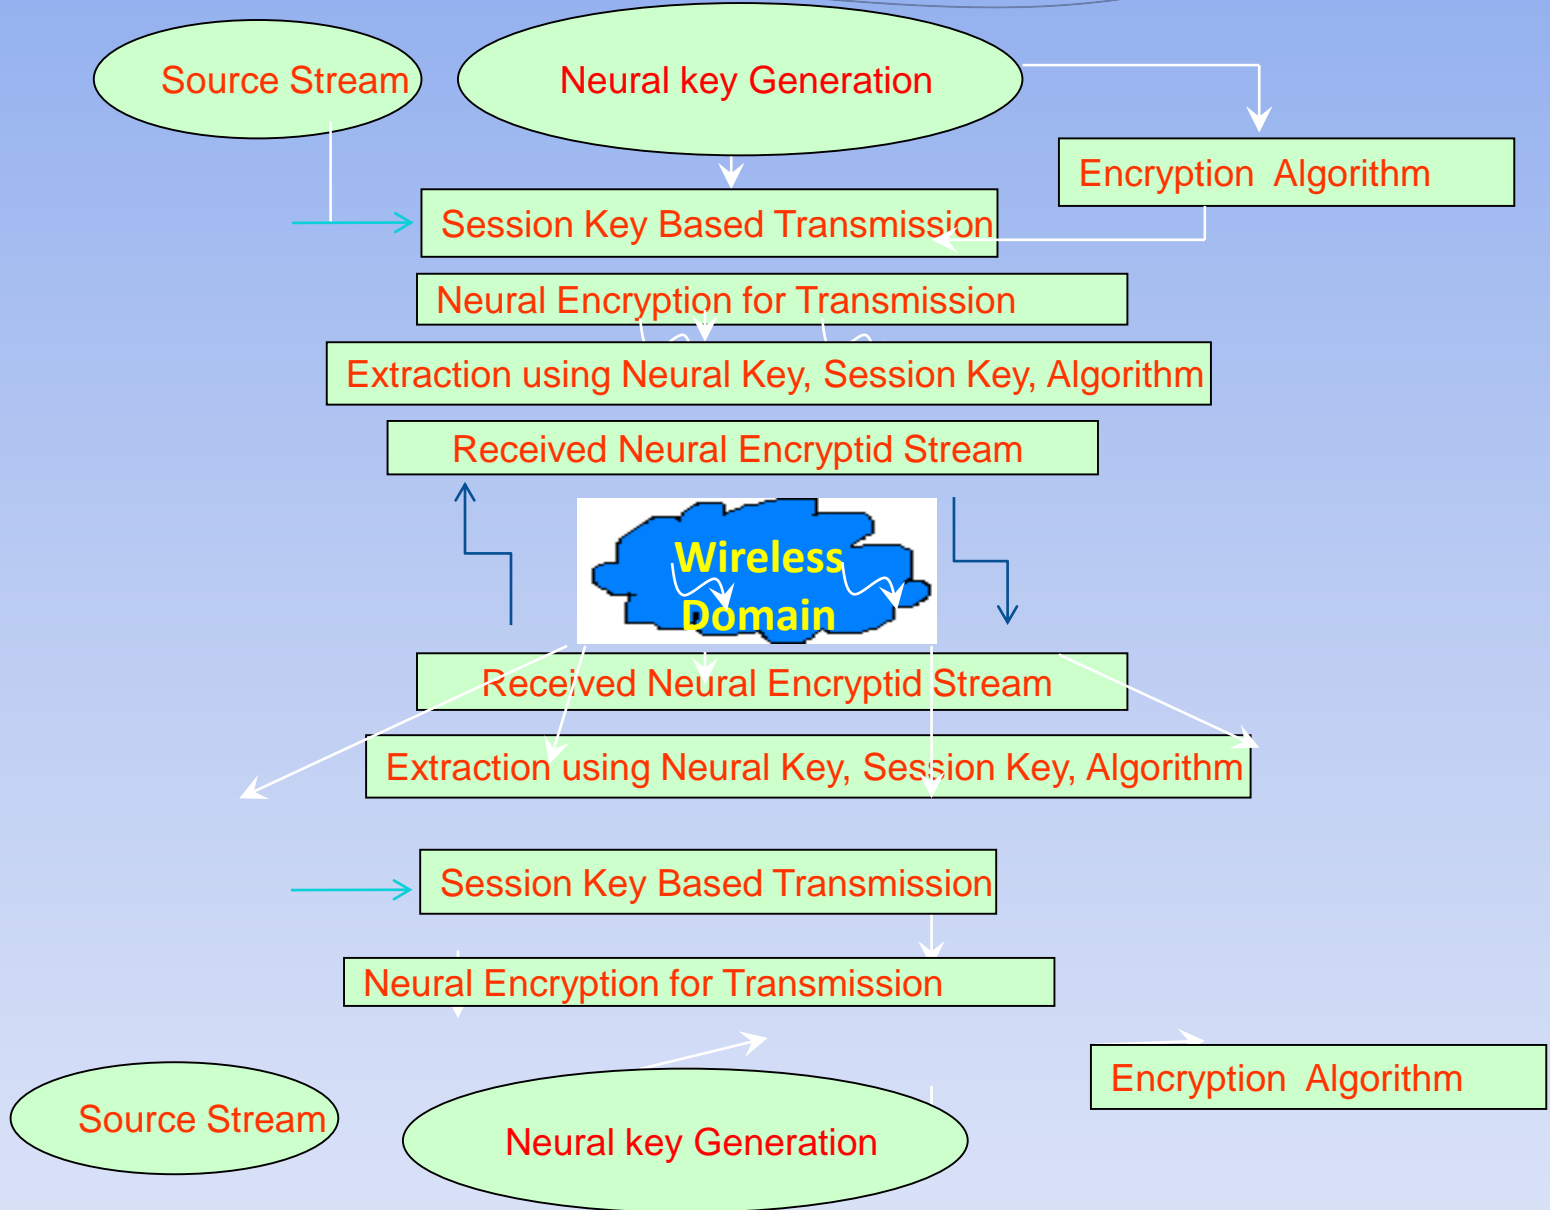 Source Stream
Neural key Generation
Encryption Algorithm
Session Key Based Transmission
Neural Encryption for Transmission
Extraction using Neural Key, Session Key, Algorithm
Received Neural Encryptid Stream
Wireless
Domain
Received Neural Encryptid Stream
Extraction using Neural Key, Session Key, Algorithm
Session Key Based Transmission
Neural Encryption for Transmission
Encryption Algorithm
Source Stream
Neural key Generation